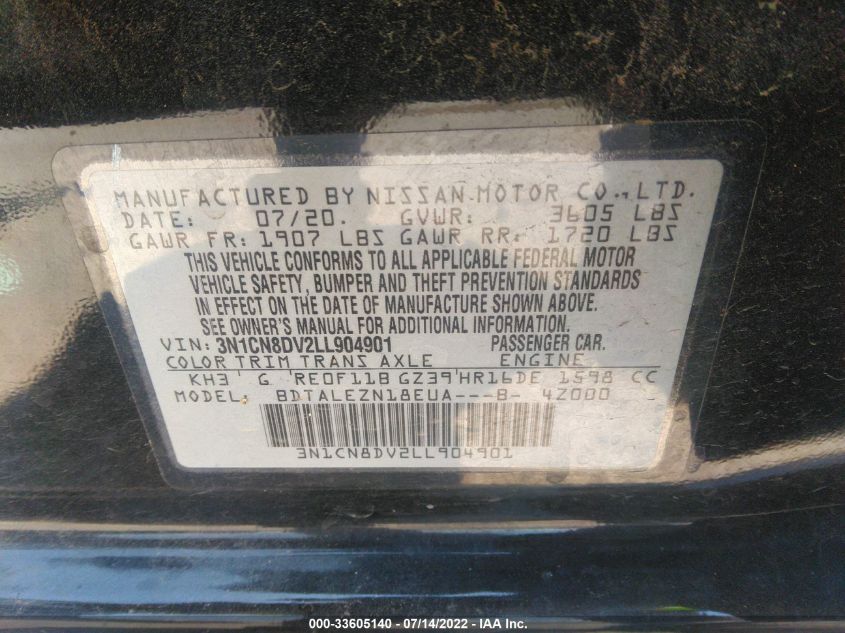 MANUFACTURED BY NISSAN MOTOR CO., LTD.
DATE: 07/20. GVWR: 3605 LBS
GAWR FR: 1907 LBS GAWR RR: 1720 LBS
THIS VEHICLE CONFORMS TO ALL APPLICABLE FEDERAL MOTOR
VEHICLE SAFETY, BUMPER AND THEFT PREVENTION STANDARDS
IN EFFECT ON THE DATE OF MANUFACTURE SHOWN ABOVE.
SEE OWNER'S MANUAL FOR ADDITIONAL INFORMATION.
VIN: 3N1CN8DV2LL904901 PASSENGER CAR.
COLOR TRIM TRANS AXLE ENGINE
KH3 G RE0F11B GZ39 HR16DE 1598 CC
MODEL: BDTALEZN18EUA---B- 4Z000
3N1CN8DV2LL904901
000-33605140 - 07/14/2022 - IAA Inc.